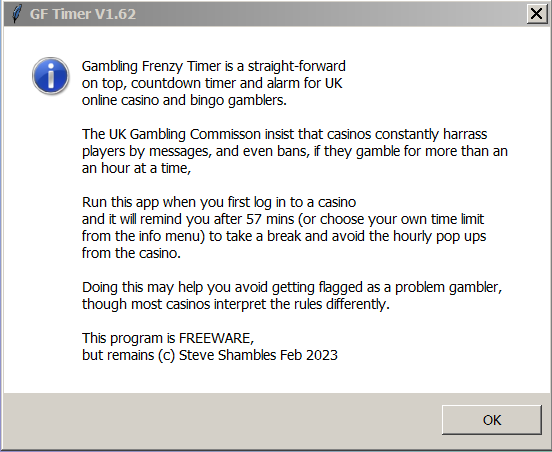 GF Timer V1.62
Gambling Frenzy Timer is a straight-forward
on top, countdown timer and alarm for UK
online casino and bingo gamblers.
The UK Gambling Commisson insist that casinos constantly harrass
players by messages, and even bans, if they gamble for more than an
an hour at a time,
Run this app when you first log in to a casino
and it will remind you after 57 mins (or choose your own time limit
from the info menu) to take a break and avoid the hourly pop ups
from the casino.
Doing this may help you avoid getting flagged as a problem gambler,
though most casinos interpret the rules differently.
This program is FREEWARE,
but remains (c) Steve Shambles Feb 2023
OK